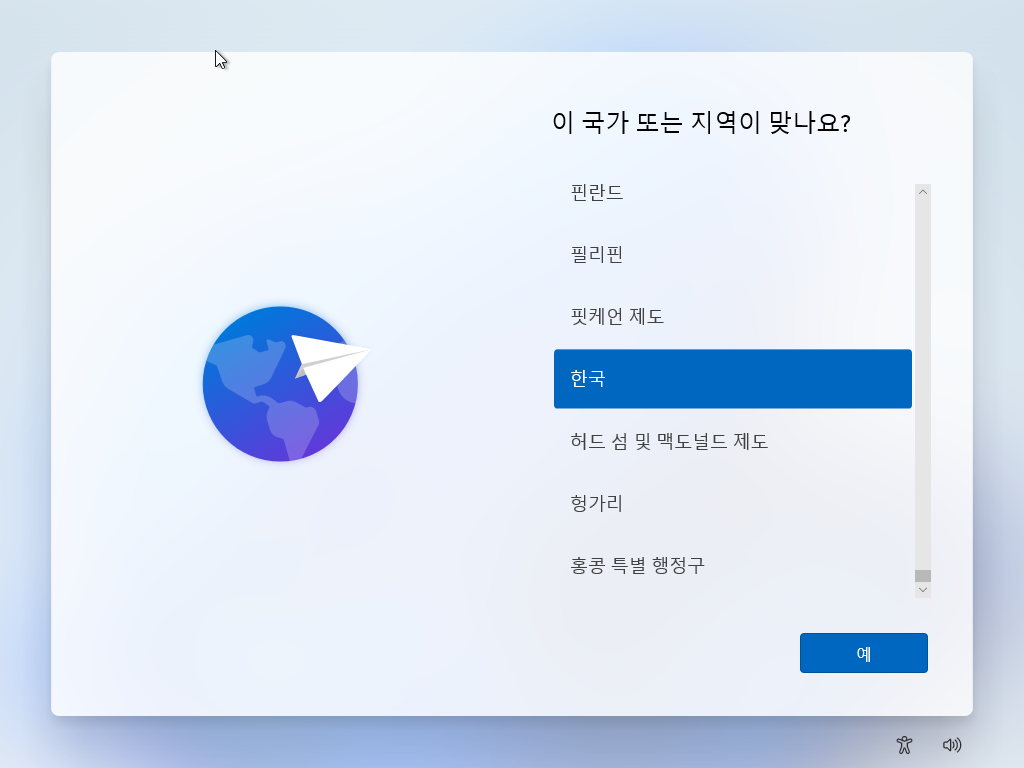 이 국가 또는 지역이 맞나요?
핀란드
필리핀
핏케언 제도
한국
허드 섬 및 맥도널드 제도
헝가리
홍콩 특별 행정구
예